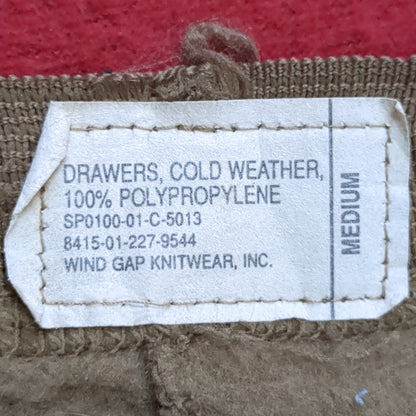 DRAWERS, COLD WEATHER,
100% POLYPROPYLENE
SP0100-01-C-5013
8415-01-227-9544
WIND GAP KNITWEAR, INC.
MEDIUM